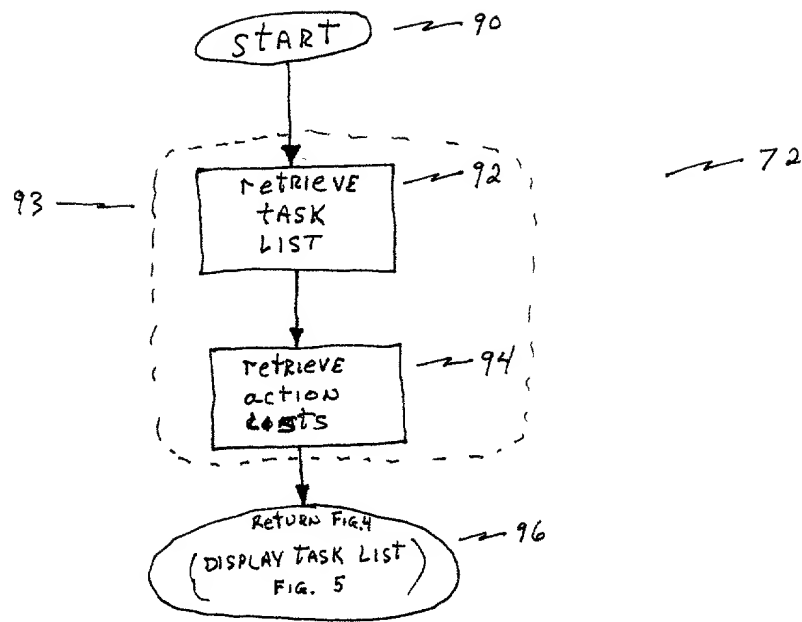 START
90
72
93
92
retrieve
TASK
LIST
94
retrieve
action
costs
96
Return FIG.4
(DISPLAY TASK LIST)
FIG. 5